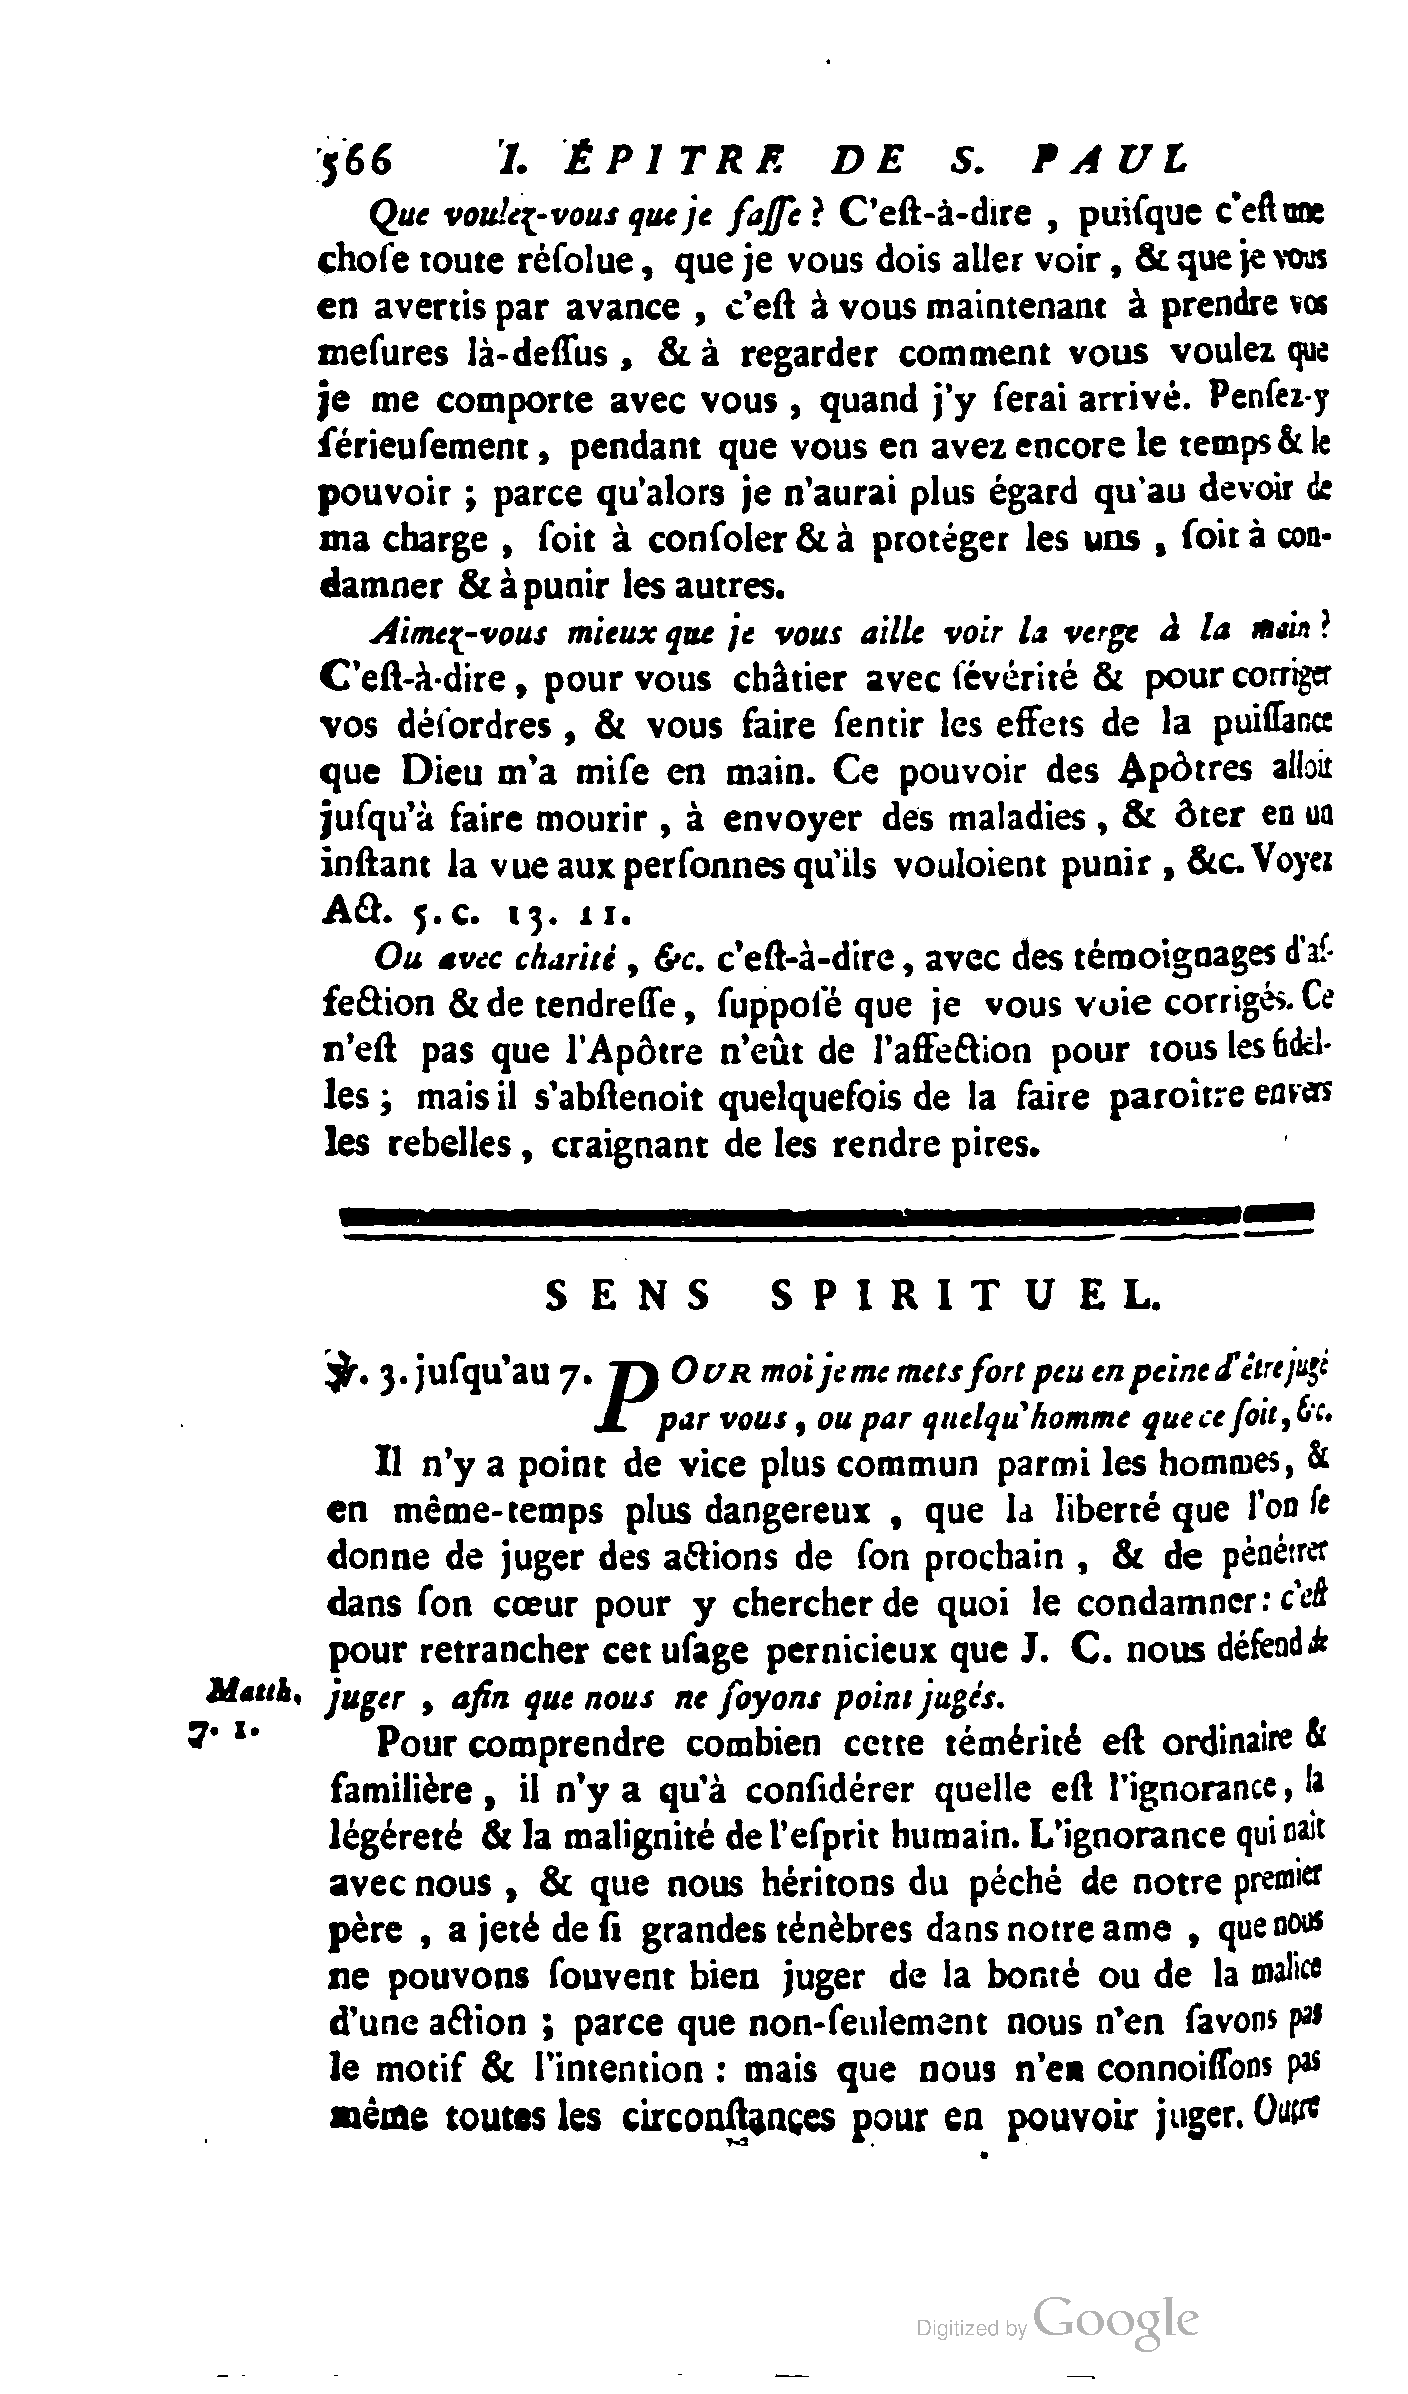 566 I. ÉPITRE DE S. PAUL
Que voulez-vous que je faſſe ? C'eſt-à-dire , puiſque c'eſt une
choſe toute réſolue, que je vous dois aller voir , & que je vous
en avertis par avance , c'eſt à vous maintenant à prendre vos
meſures là-deſſus , & à regarder comment vous voulez que
je me comporte avec vous , quand j'y ſerai arrivé. Penſez-y
ſérieuſement, pendant que vous en avez encore le temps & le
pouvoir ; parce qu'alors je n'aurai plus égard qu'au devoir de
ma charge , ſoit à conſoler & à protéger les uns , ſoit à con-
damner & à punir les autres.
Aimez-vous mieux que je vous aille voir la verge à la main ?
C'eſt-à-dire, pour vous châtier avec ſévérité & pour corriger
vos déſordres , & vous faire ſentir les effets de la puiſſance
que Dieu m'a miſe en main. Ce pouvoir des Apôtres alloit
juſqu'à faire mourir , à envoyer des maladies , & ôter en un
inſtant la vue aux perſonnes qu'ils vouloient punir , &c. Voyez
Act. 5. c. 13. 11.
Ou avec charité , &c. c'eſt-à-dire, avec des témoignages d'aſ-
fection & de tendreſſe, ſuppoſé que je vous voie corrigés. Ce
n'eſt pas que l'Apôtre n'eût de l'affection pour tous les fidel-
les ; mais il s'abſtenoit quelquefois de la faire paroître envers
les rebelles , craignant de les rendre pires.
SENS SPIRITUEL.
℣. 3. juſqu'au 7. POUR moi je me mets fort peu en peine d'être jugé
par vous, ou par quelqu'homme que ce ſoit, &c.
Il n'y a point de vice plus commun parmi les hommes, &
en même-temps plus dangereux , que la liberté que l'on ſe
donne de juger des actions de ſon prochain , & de pénétrer
dans ſon cœur pour y chercher de quoi le condamner : c'eſt
pour retrancher cet uſage pernicieux que J. C. nous défend de
Matth. juger , afin que nous ne ſoyons point jugés.
7. 1. Pour comprendre combien cette témérité eſt ordinaire &
familière, il n'y a qu'à conſidérer quelle eſt l'ignorance, la
légéreté & la malignité de l'eſprit humain. L'ignorance qui naît
avec nous , & que nous héritons du péché de notre premier
père , a jeté de ſi grandes ténèbres dans notre ame , que nous
ne pouvons ſouvent bien juger de la bonté ou de la malice
d'une action ; parce que non-ſeulement nous n'en ſavons pas
le motif & l'intention : mais que nous n'en connoiſſons pas
même toutes les circonſtances pour en pouvoir juger. Outre
Digitized by Google